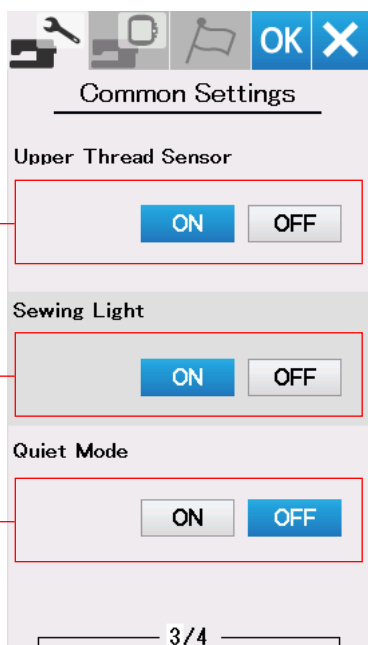 OK
Common Settings
Upper Thread Sensor
ON OFF
Sewing Light
ON OFF
Quiet Mode
ON OFF
3/4